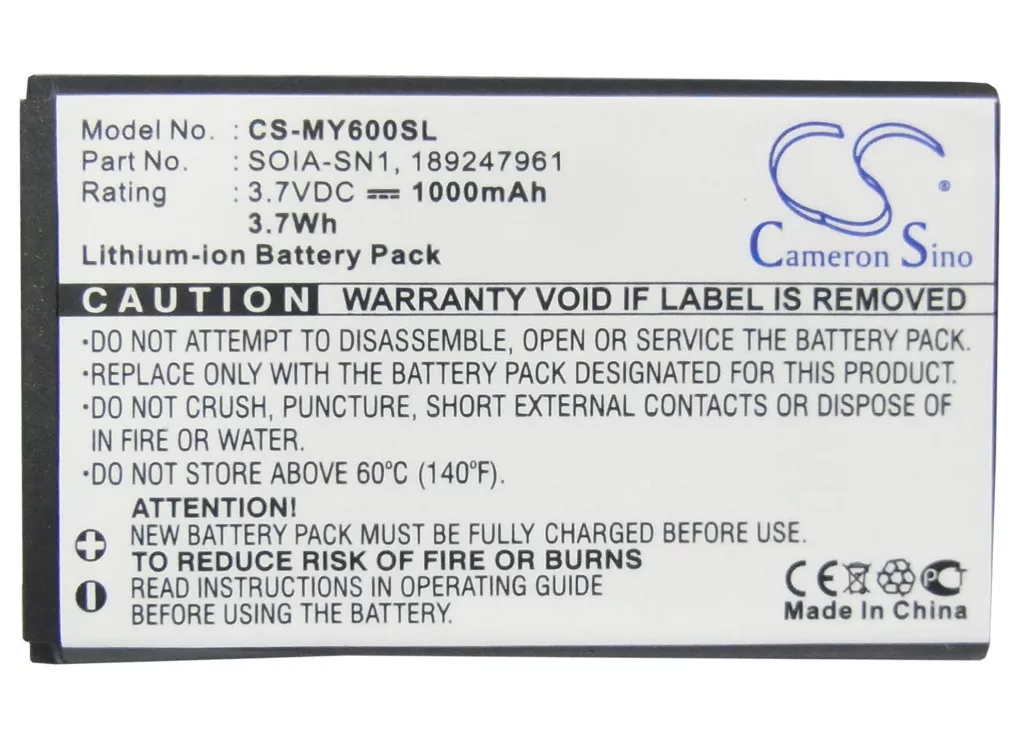 Model No. : CS-MY600SL
Part No. : SOIA-SN1, 189247961
Rating : 3.7VDC ⎓ 1000mAh
3.7Wh
Lithium-ion Battery Pack
CS ®
Cameron Sino
CAUTION WARRANTY VOID IF LABEL IS REMOVED
·DO NOT ATTEMPT TO DISASSEMBLE, OPEN OR SERVICE THE BATTERY PACK.
·REPLACE ONLY WITH THE BATTERY PACK DESIGNATED FOR THIS PRODUCT.
·DO NOT CRUSH, PUNCTURE, SHORT EXTERNAL CONTACTS OR DISPOSE OF
IN FIRE OR WATER.
·DO NOT STORE ABOVE 60°C (140°F).
ATTENTION!
NEW BATTERY PACK MUST BE FULLY CHARGED BEFORE USE.
TO REDUCE RISK OF FIRE OR BURNS
READ INSTRUCTIONS IN OPERATING GUIDE
BEFORE USING THE BATTERY.
CE PCT
Made In China